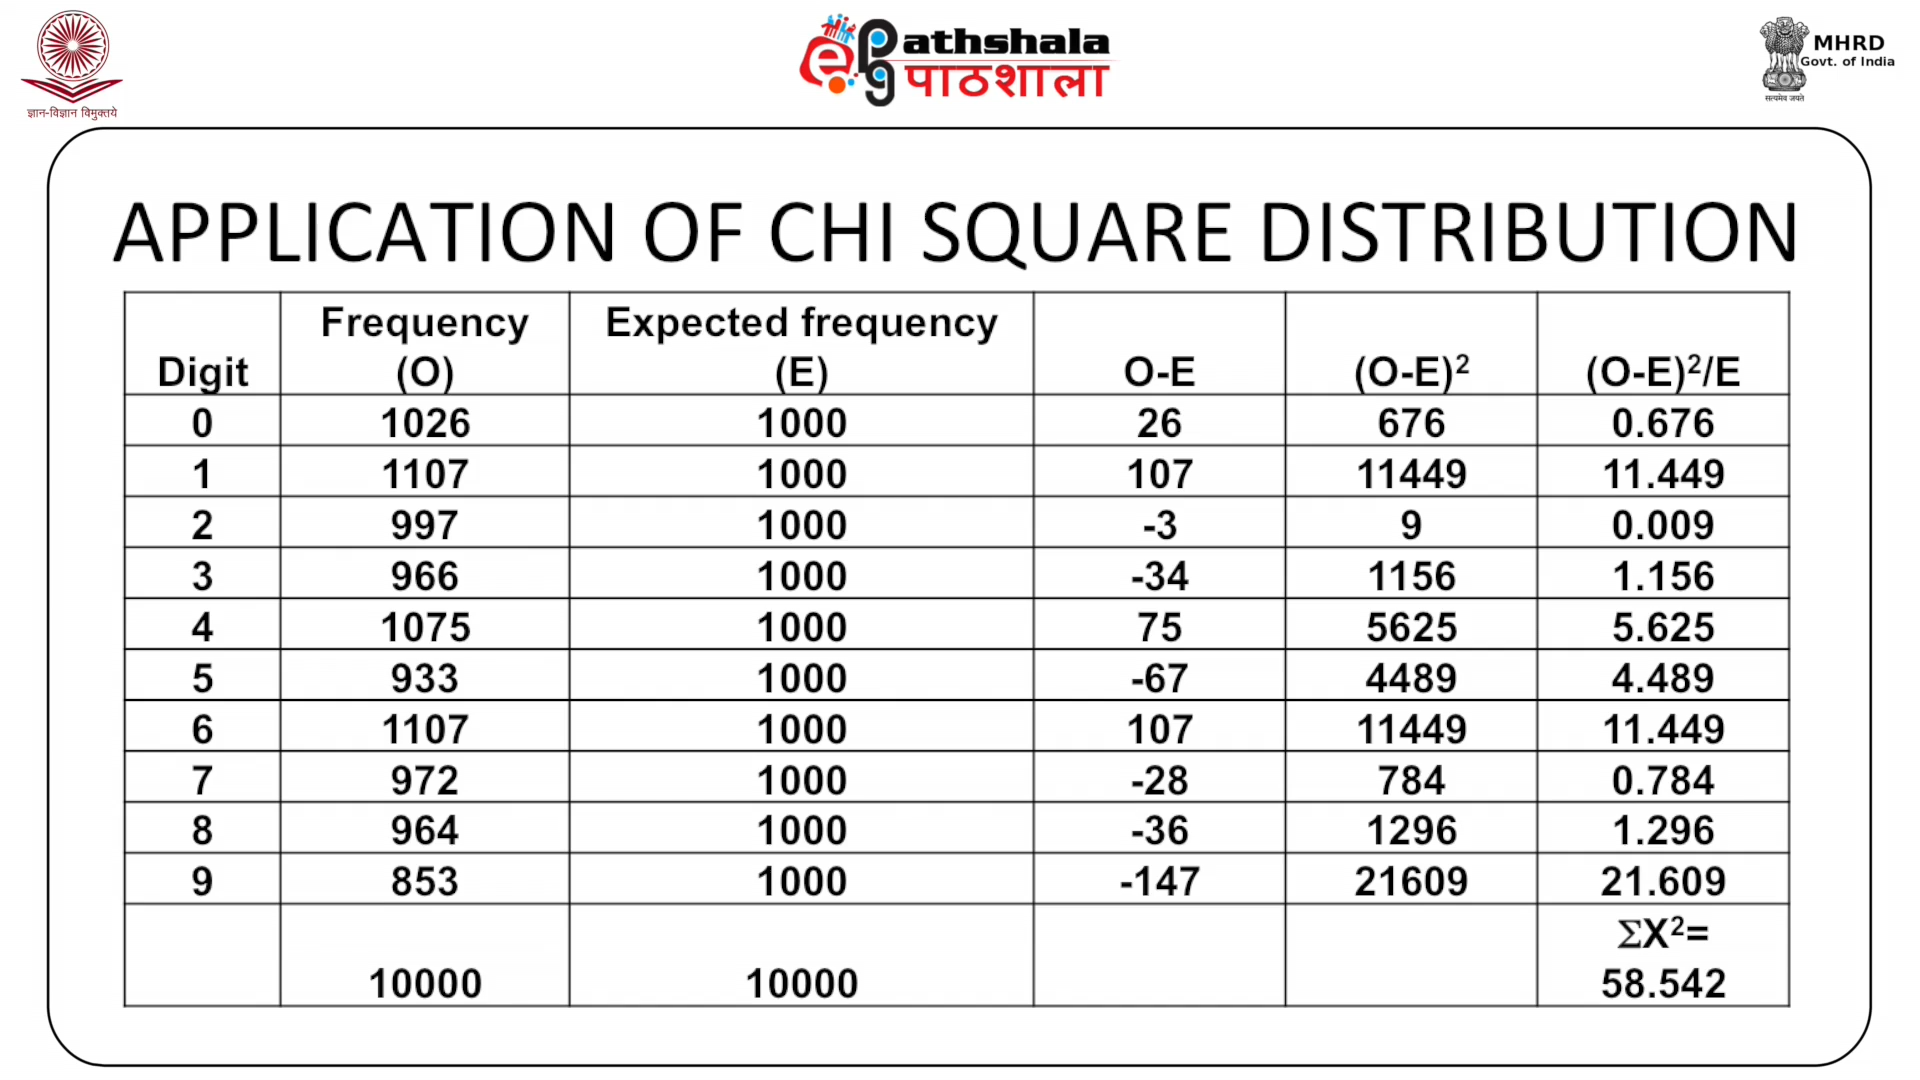 ज्ञान-विज्ञान विमुक्तये
e pg Pathshala
पाठशाला
MHRD
Govt. of India
सत्यमेव जयते
APPLICATION OF CHI SQUARE DISTRIBUTION
Digit Frequency (O) Expected frequency (E) O-E (O-E)² (O-E)²/E
0 1026 1000 26 676 0.676
1 1107 1000 107 11449 11.449
2 997 1000 -3 9 0.009
3 966 1000 -34 1156 1.156
4 1075 1000 75 5625 5.625
5 933 1000 -67 4489 4.489
6 1107 1000 107 11449 11.449
7 972 1000 -28 784 0.784
8 964 1000 -36 1296 1.296
9 853 1000 -147 21609 21.609
10000 10000 ΣX²= 58.542